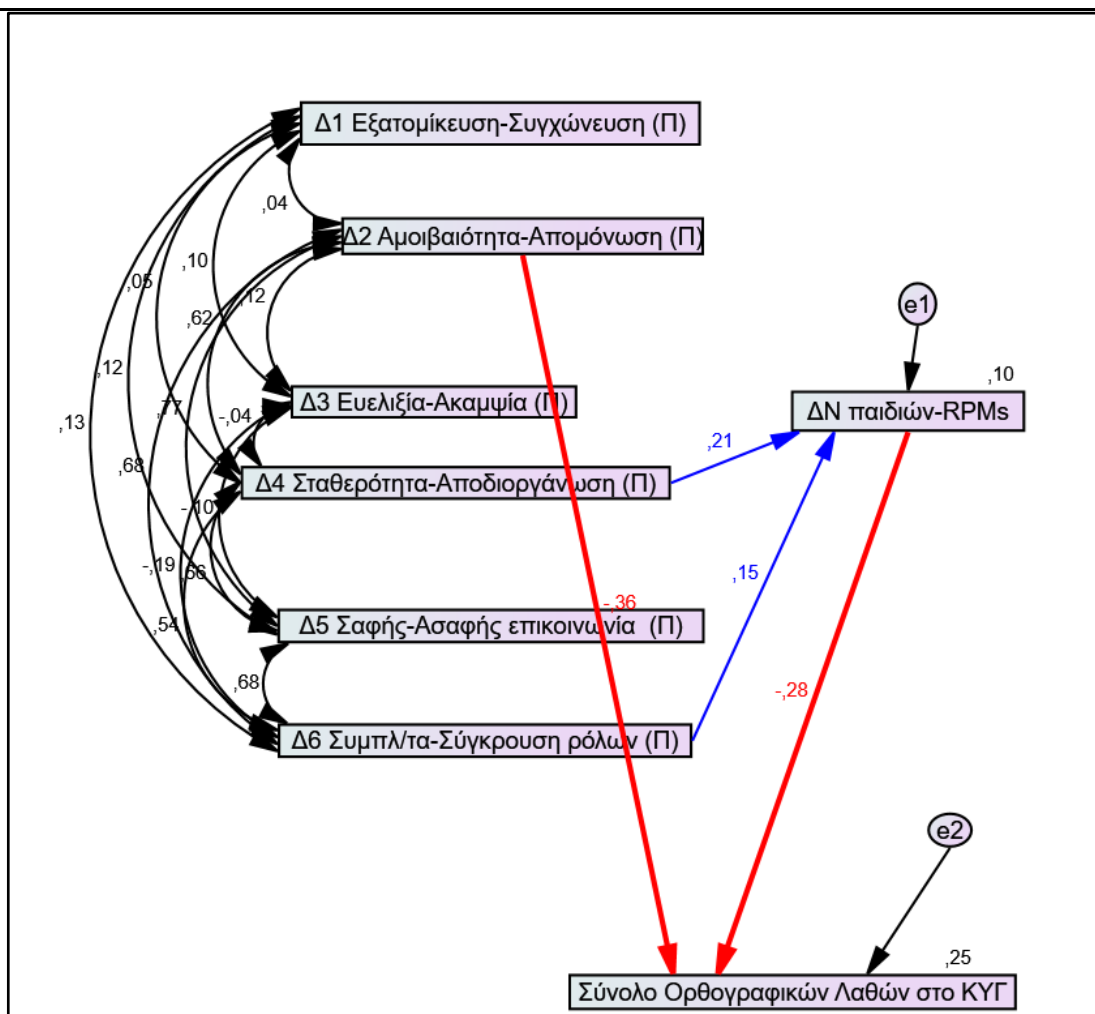 Δ1 Εξατομίκευση-Συγχώνευση (Π)
,04
Δ2 Αμοιβαιότητα-Απομόνωση (Π)
,10
,05
,12
,62
e1
,12
,10
Δ3 Ευελιξία-Ακαμψία (Π)
ΔΝ παιδιών-RPMs
,13
,77
-,04
,21
,68
Δ4 Σταθερότητα-Αποδιοργάνωση (Π)
-,10
-,19
,66
,15
-,36
,54
Δ5 Σαφής-Ασαφής επικοινωνία (Π)
,68
-,28
Δ6 Συμπλ/τα-Σύγκρουση ρόλων (Π)
e2
,25
Σύνολο Ορθογραφικών Λαθών στο ΚΥΓ